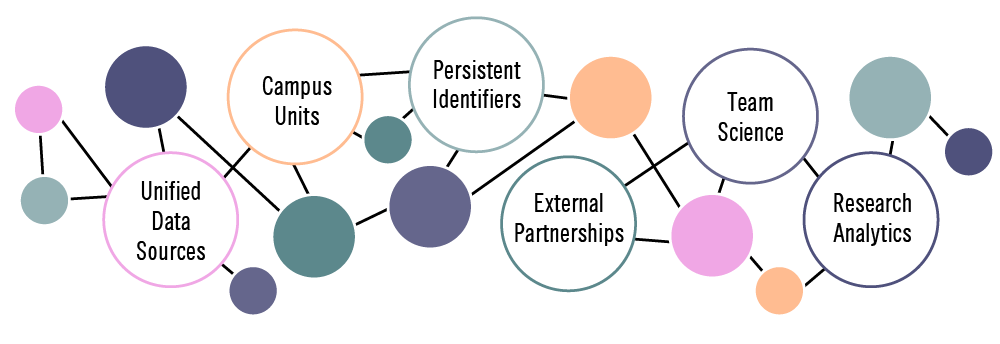 Unified
Data
Sources
Campus
Units
Persistent
Identifiers
External
Partnerships
Team
Science
Research
Analytics